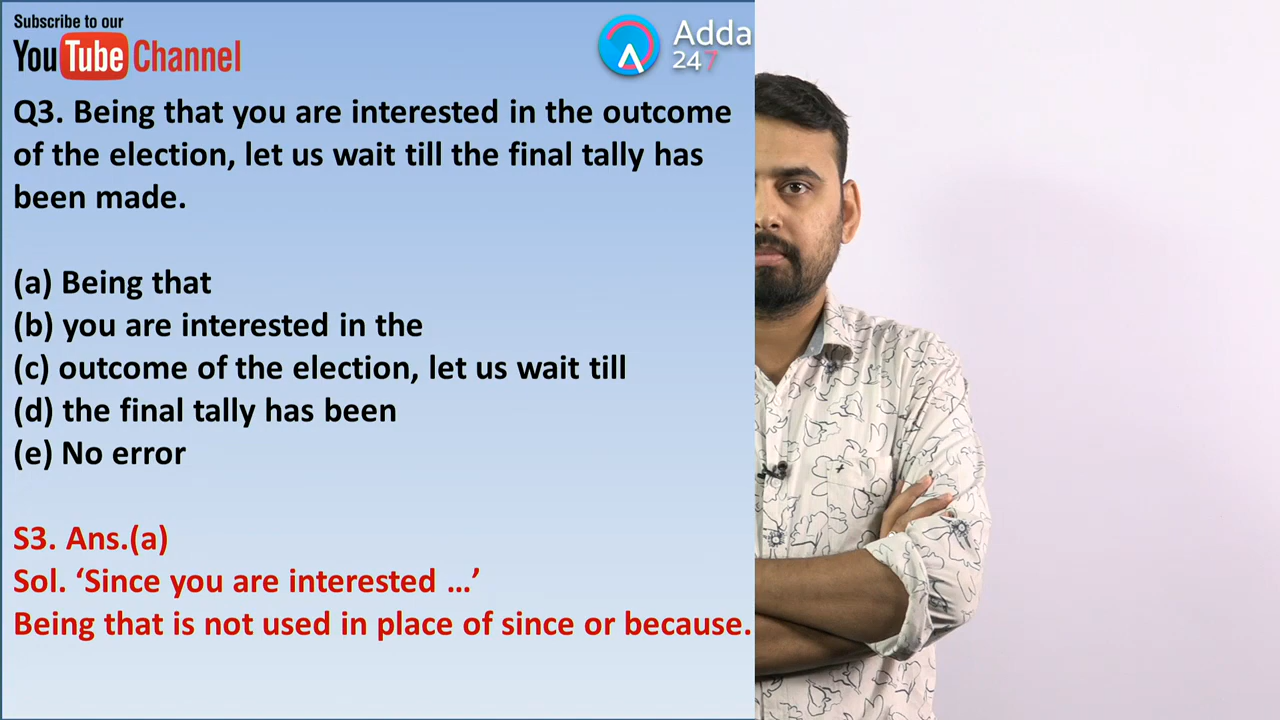 Subscribe to our
YouTube Channel
Adda
247
Q3. Being that you are interested in the outcome
of the election, let us wait till the final tally has
been made.
(a) Being that
(b) you are interested in the
(c) outcome of the election, let us wait till
(d) the final tally has been
(e) No error
S3. Ans.(a)
Sol. ‘Since you are interested ...’
Being that is not used in place of since or because.